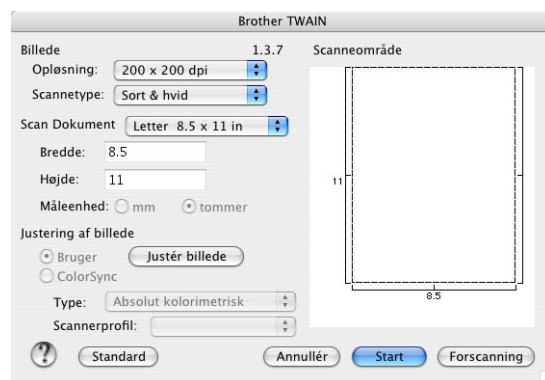 Brother TWAIN
Billede 1.3.7
Opløsning: 200 x 200 dpi
Scannetype: Sort & hvid
Scan Dokument Letter 8.5 x 11 in
Bredde: 8.5
Højde: 11
Måleenhed: mm tommer
Justering af billede
Bruger Justér billede
ColorSync
Type: Absolut kolorimetrisk
Scannerprofil:
Scanneområde
11
8.5
? Standard Annullér Start Forscanning